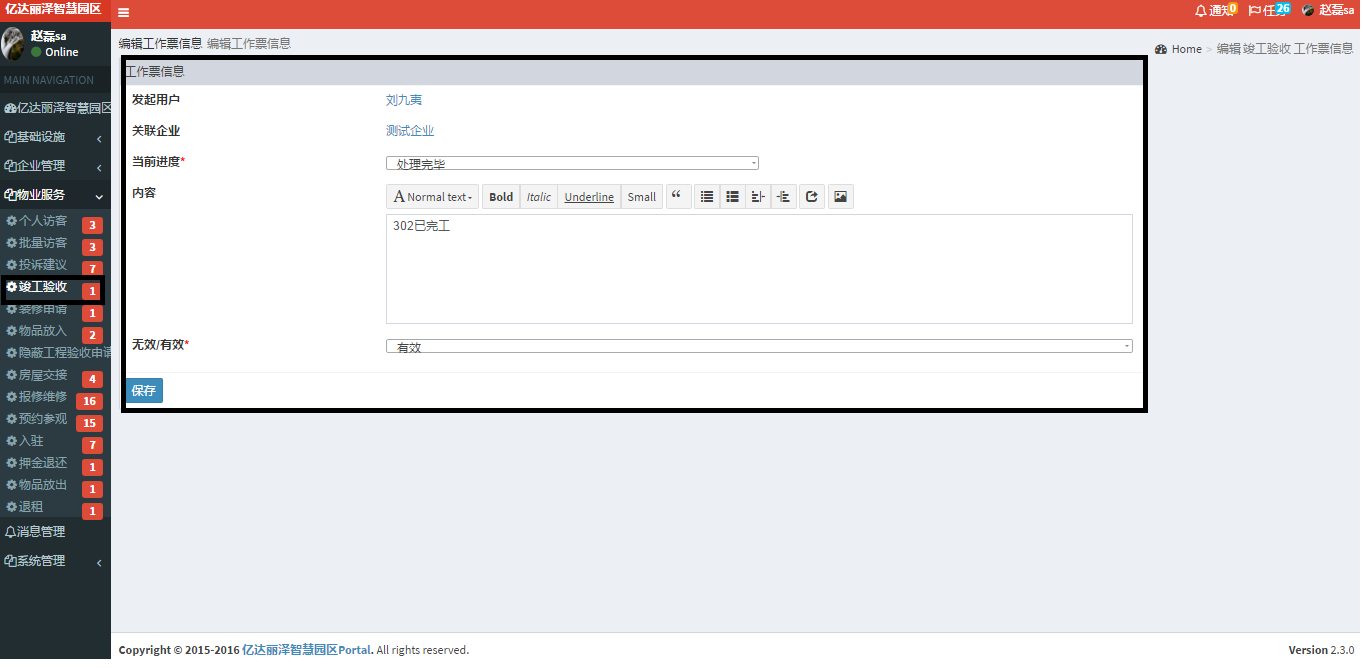 亿达丽泽智慧园区
通知 0 任务 26 赵磊sa
赵磊sa
Online
MAIN NAVIGATION
亿达丽泽智慧园区
基础设施
企业管理
物业服务
个人访客 3
批量访客 3
投诉建议 7
竣工验收 1
装修申请 1
物品放入 2
隐蔽工程验收申请
房屋交接 4
报修维修 16
预约参观 15
入驻 7
押金退还 1
物品放出 1
退租 1
消息管理
系统管理
编辑工作票信息 编辑工作票信息
Home > 编辑 竣工验收 工作票信息
工作票信息
发起用户 刘九夷
关联企业 测试企业
当前进度* 处理完毕
内容 A Normal text Bold Italic Underline Small “
302已完工
无效/有效* 有效
保存
Copyright © 2015-2016 亿达丽泽智慧园区Portal. All rights reserved.
Version 2.3.0